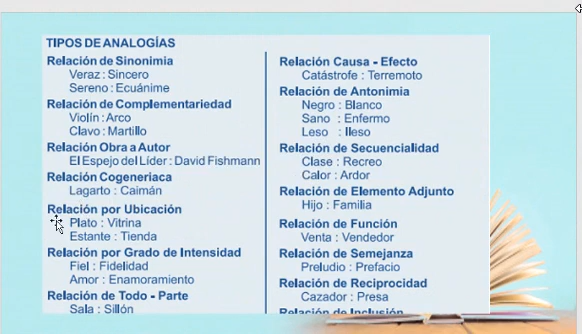 TIPOS DE ANALOGÍAS
Relación de Sinonimia
Veraz : Sincero
Sereno : Ecuánime
Relación de Complementariedad
Violín : Arco
Clavo : Martillo
Relación Obra a Autor
El Espejo del Líder : David Fishmann
Relación Cogeneriaca
Lagarto : Caimán
Relación por Ubicación
Plato : Vitrina
Estante : Tienda
Relación por Grado de Intensidad
Fiel : Fidelidad
Amor : Enamoramiento
Relación de Todo - Parte
Sala : Sillón
Relación Causa - Efecto
Catástrofe : Terremoto
Relación de Antonimia
Negro : Blanco
Sano : Enfermo
Leso : Ileso
Relación de Secuencialidad
Clase : Recreo
Calor : Ardor
Relación de Elemento Adjunto
Hijo : Familia
Relación de Función
Venta : Vendedor
Relación de Semejanza
Preludio : Prefacio
Relación de Reciprocidad
Cazador : Presa
Relación de Inclusión